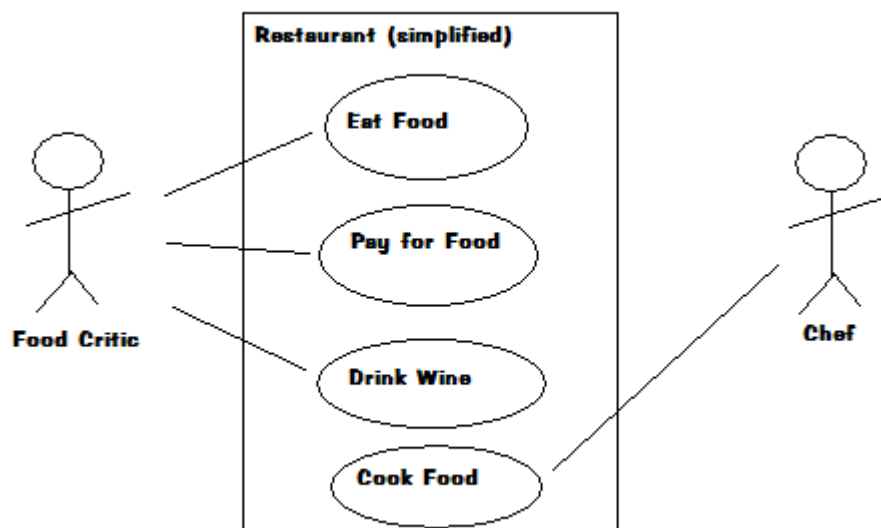 Restaurant (simplified)
Eat Food
Pay for Food
Food Critic
Chef
Drink Wine
Cook Food